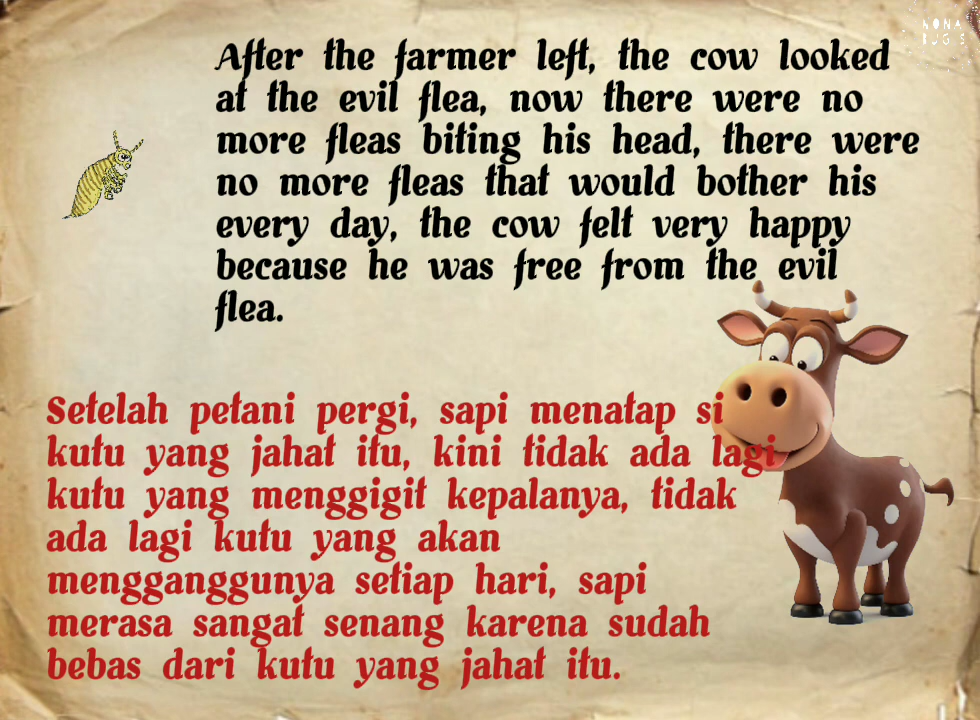 After the farmer left, the cow looked
at the evil flea, now there were no
more fleas biting his head, there were
no more fleas that would bother his
every day, the cow felt very happy
because he was free from the evil
flea.
Setelah petani pergi, sapi menatap si
kutu yang jahat itu, kini tidak ada lagi
kutu yang menggigit kepalanya, tidak
ada lagi kutu yang akan
mengganggunya setiap hari, sapi
merasa sangat senang karena sudah
bebas dari kutu yang jahat itu.